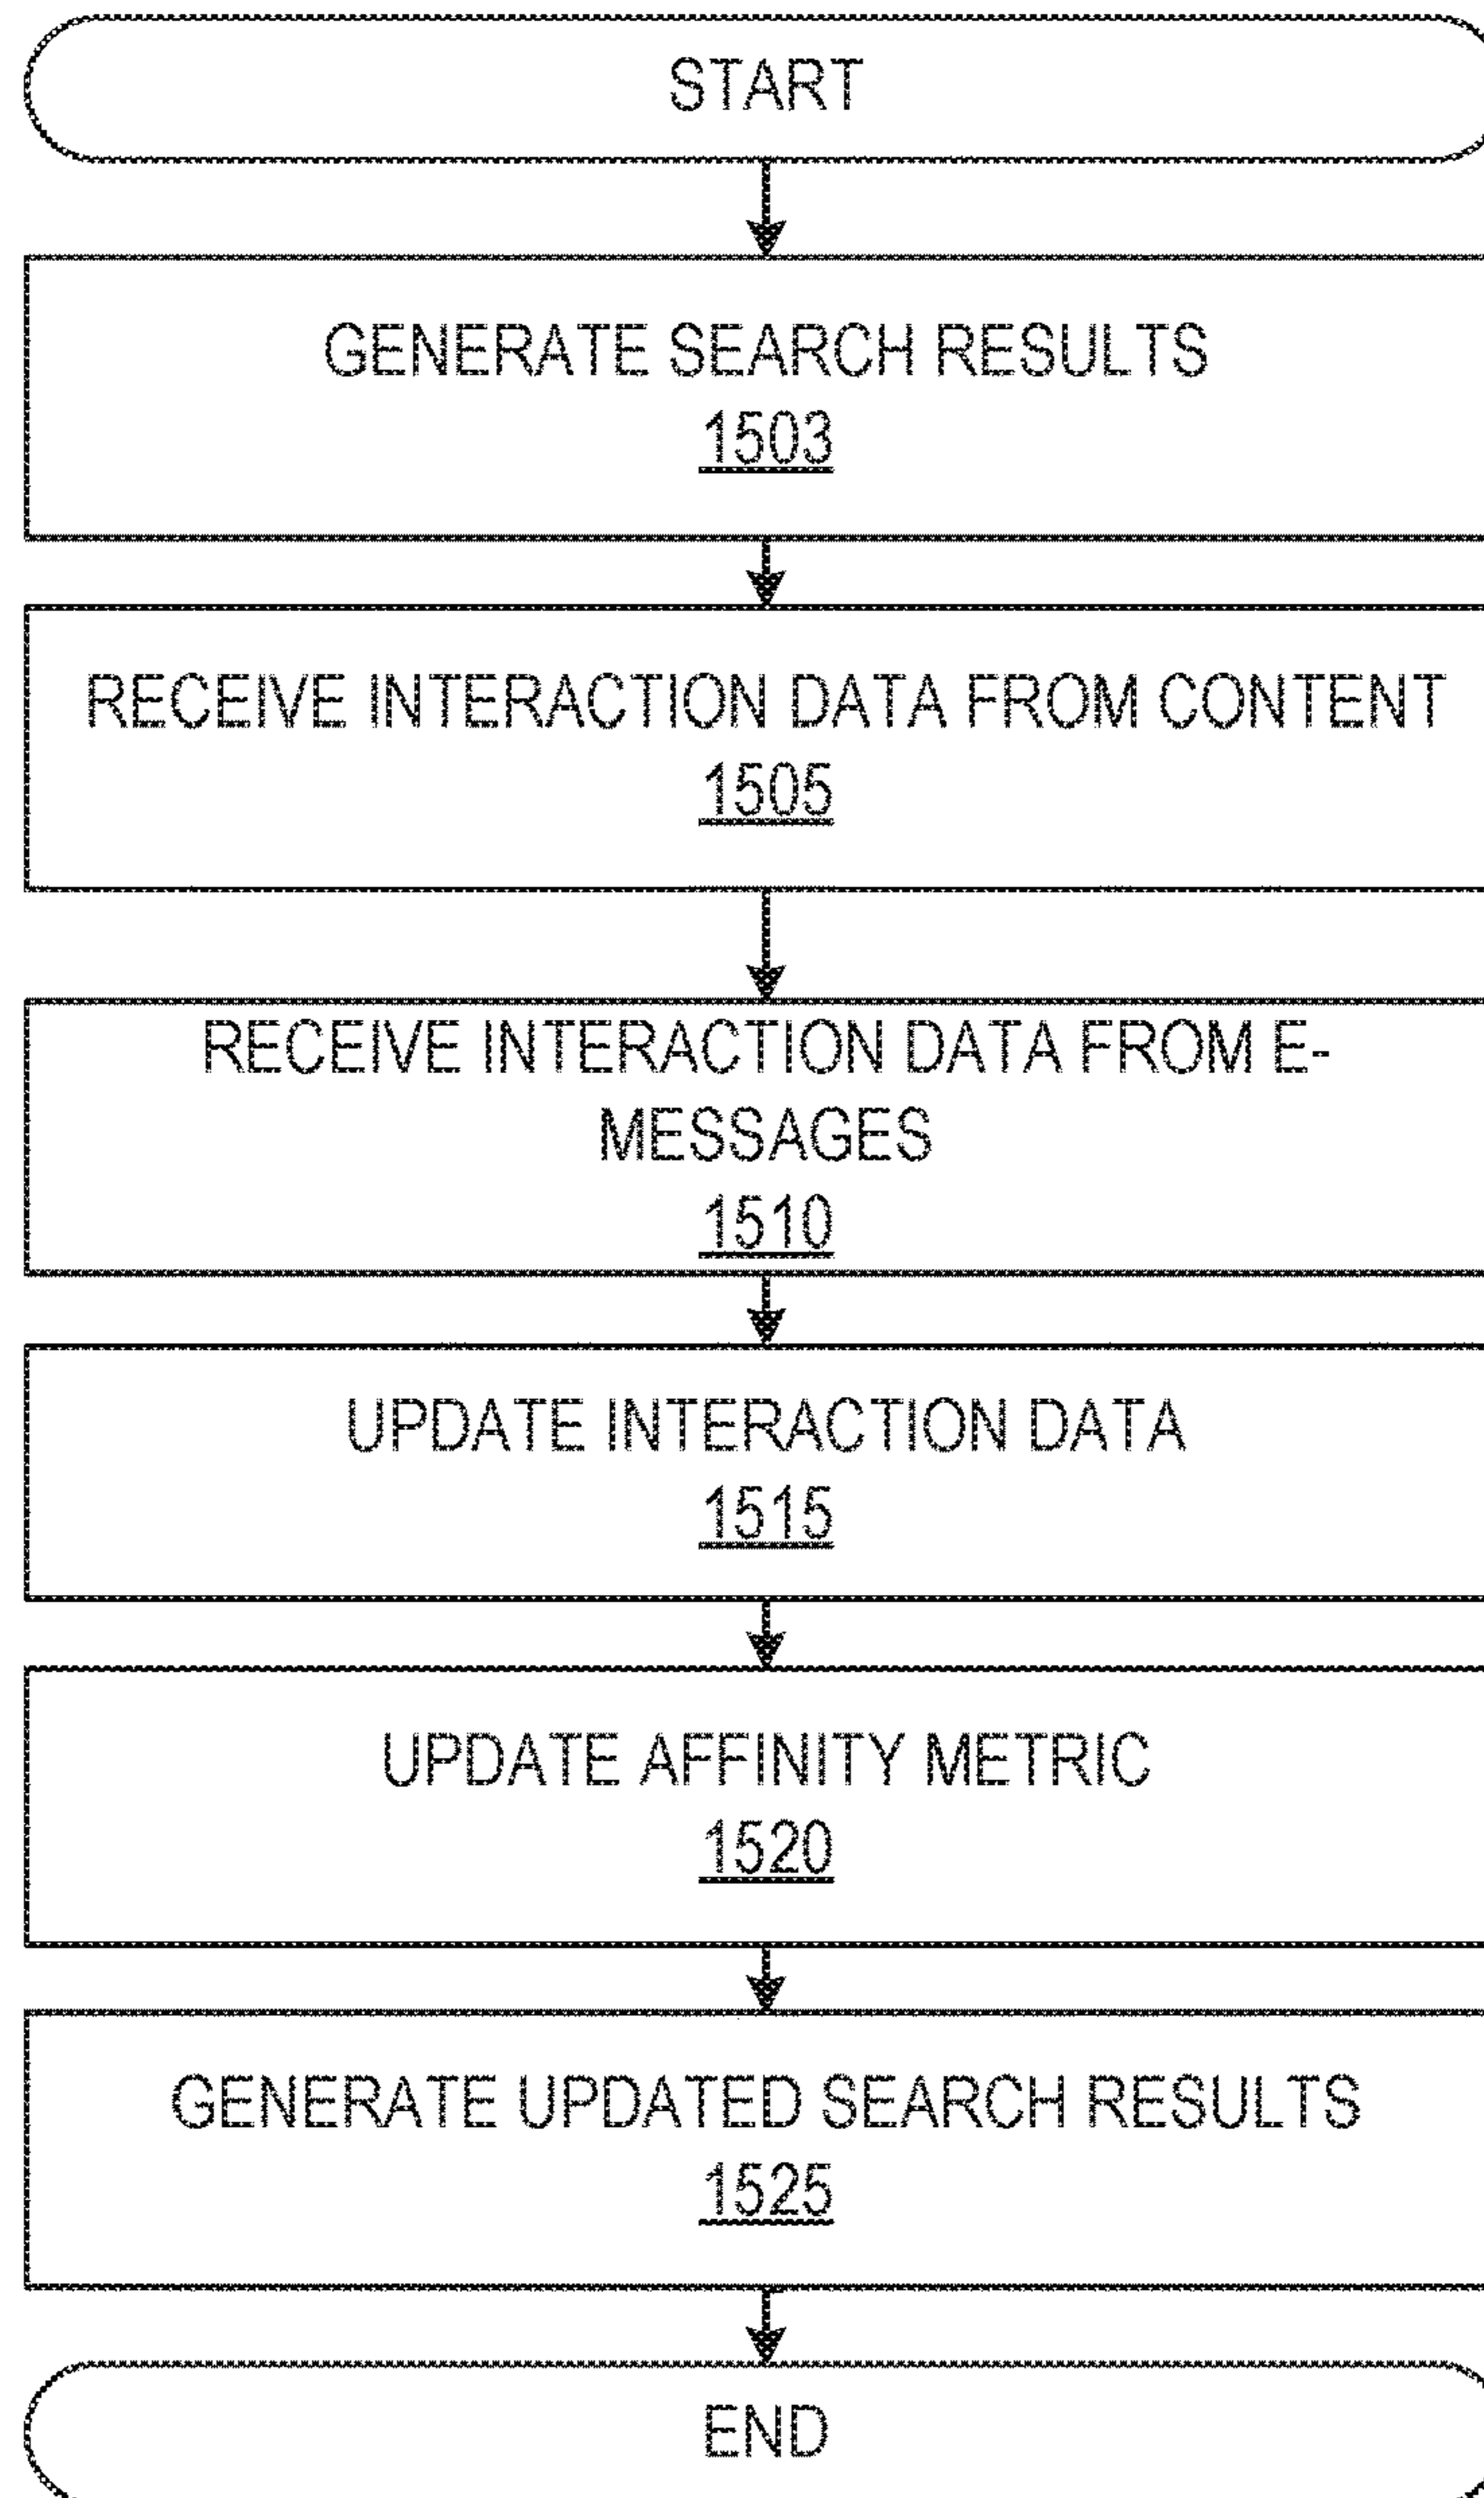 START
GENERATE SEARCH RESULTS
1503
RECEIVE INTERACTION DATA FROM CONTENT
1505
RECEIVE INTERACTION DATA FROM E-
MESSAGES
1510
UPDATE INTERACTION DATA
1515
UPDATE AFFINITY METRIC
1520
GENERATE UPDATED SEARCH RESULTS
1525
END